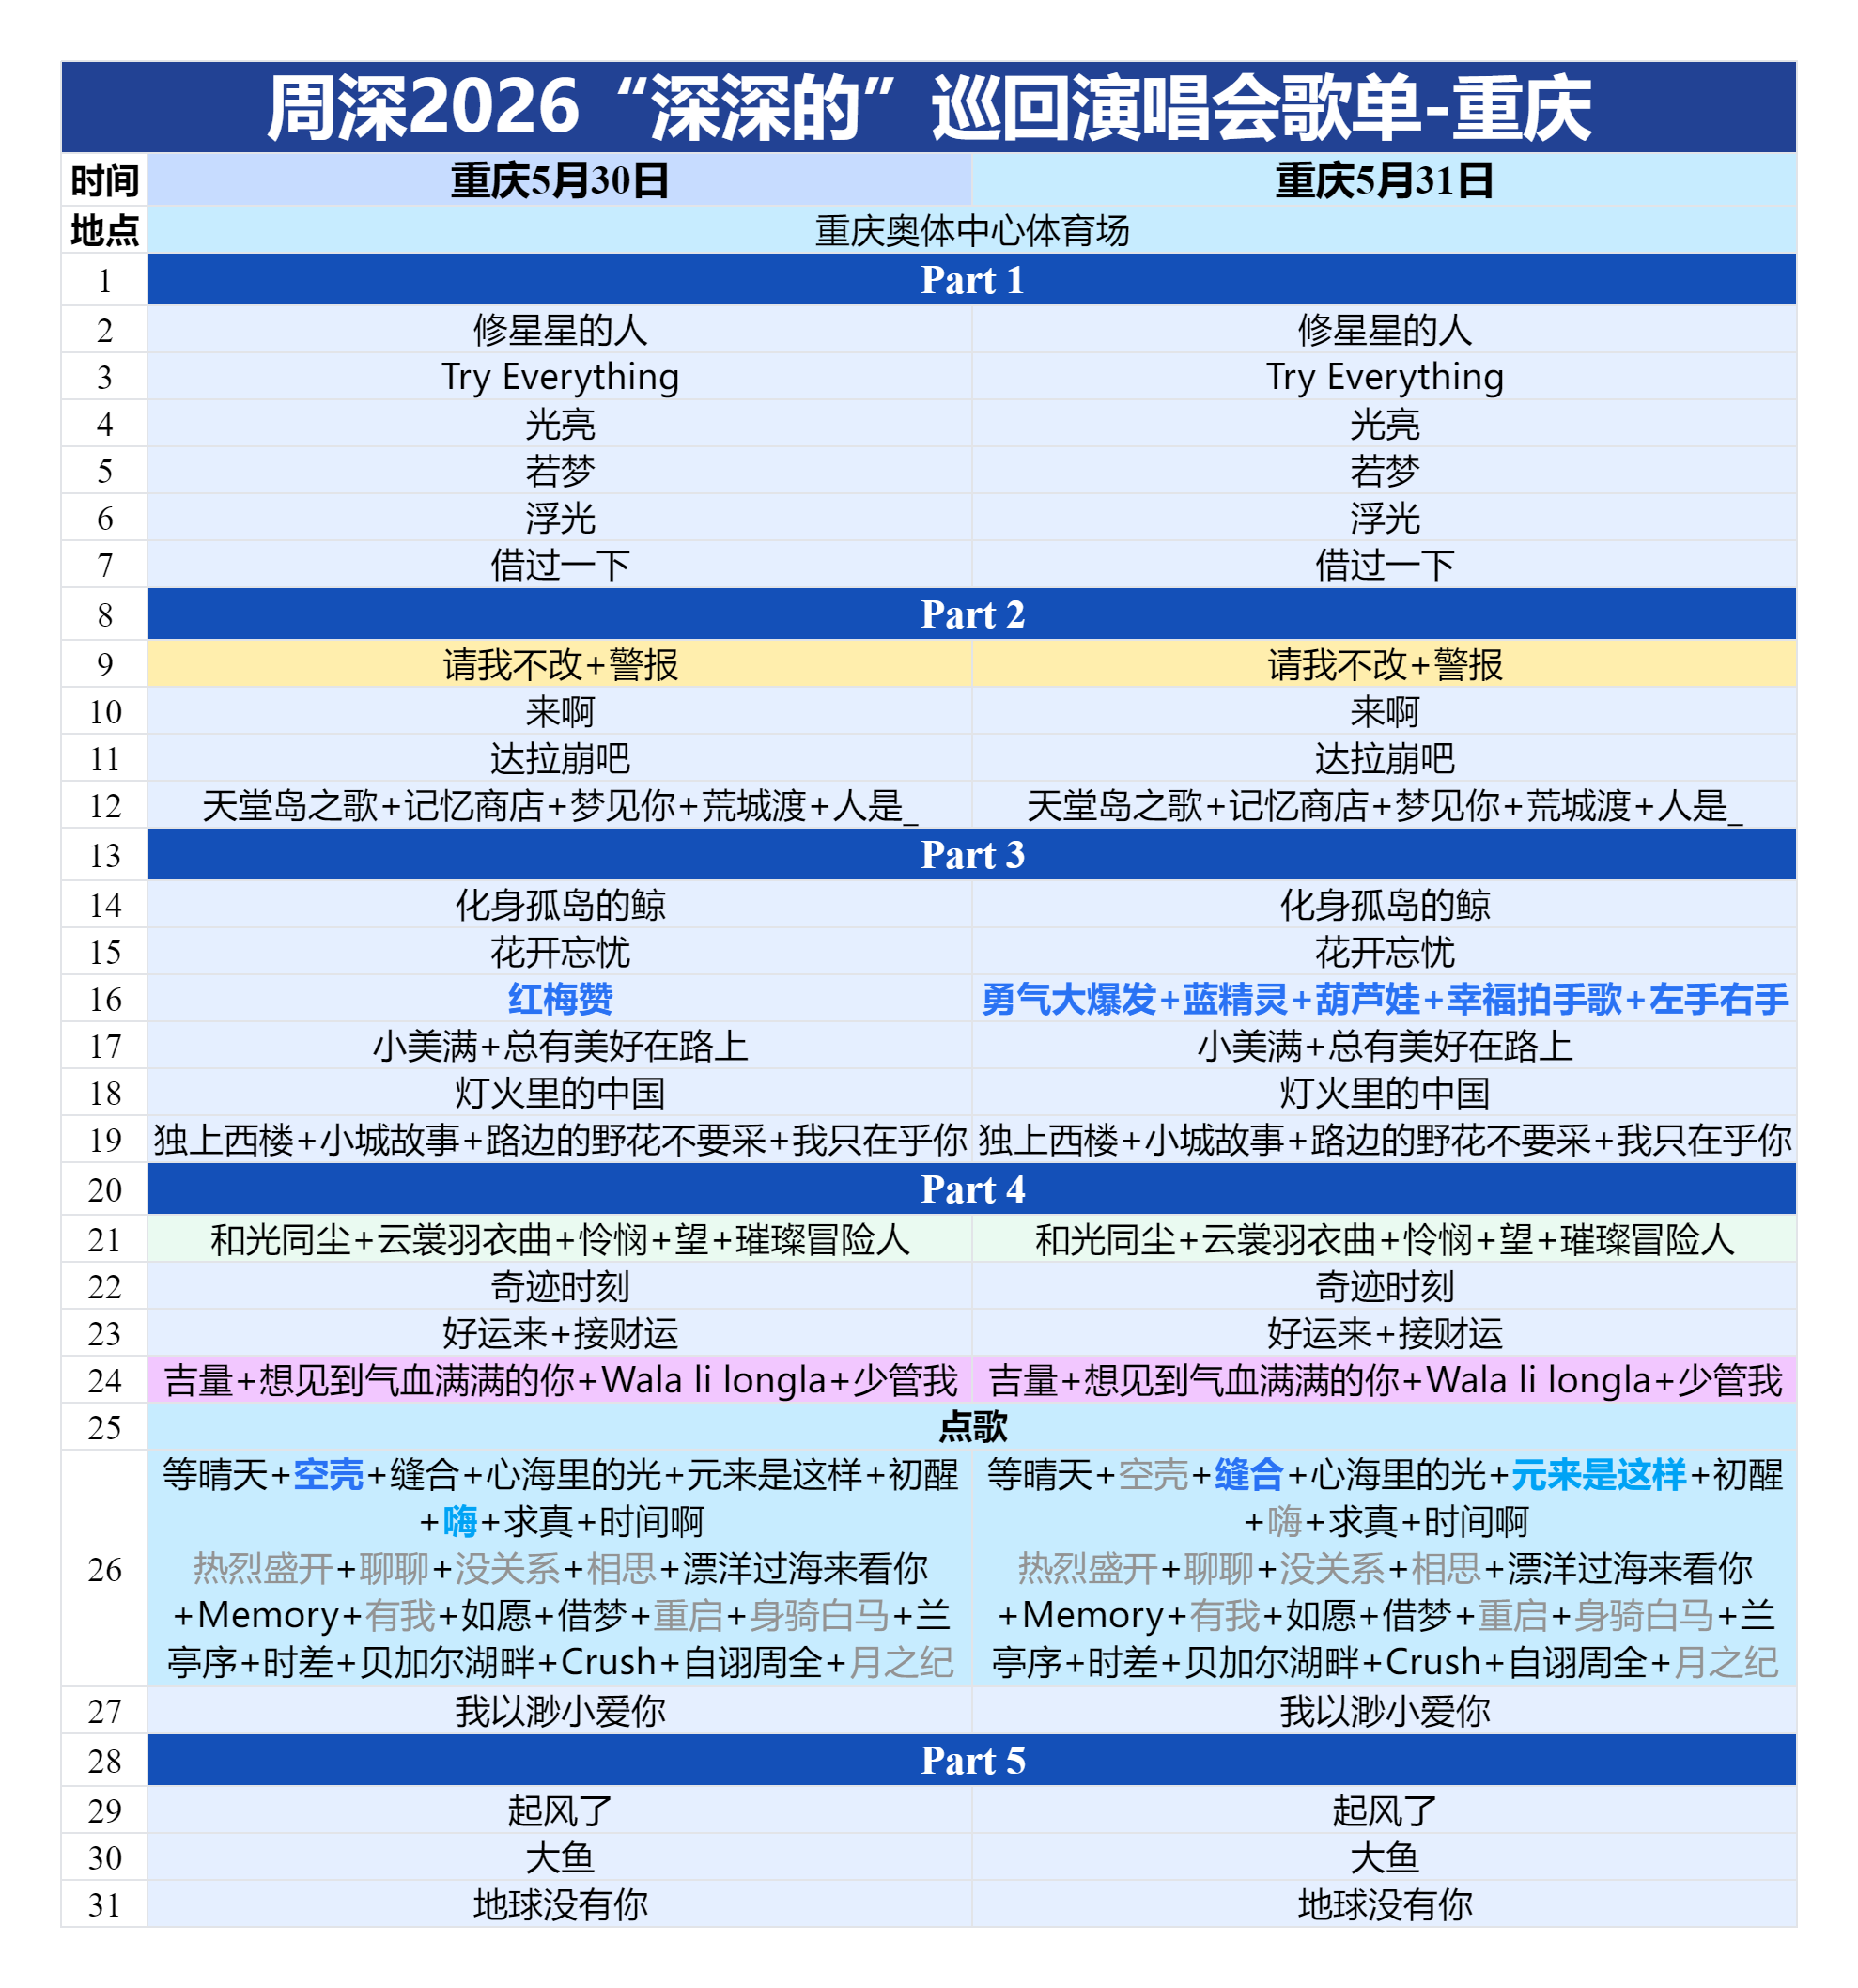 周深2026“深深的”巡回演唱会歌单-重庆
时间 重庆5月30日 重庆5月31日
地点 重庆奥体中心体育场
1 Part 1
2 修星星的人 修星星的人
3 Try Everything Try Everything
4 光亮 光亮
5 若梦 若梦
6 浮光 浮光
7 借过一下 借过一下
8 Part 2
9 请我不改+警报 请我不改+警报
10 来啊 来啊
11 达拉崩吧 达拉崩吧
12 天堂岛之歌+记忆商店+梦见你+荒城渡+人是_ 天堂岛之歌+记忆商店+梦见你+荒城渡+人是_
13 Part 3
14 化身孤岛的鲸 化身孤岛的鲸
15 花开忘忧 花开忘忧
16 红梅赞 勇气大爆发+蓝精灵+葫芦娃+幸福拍手歌+左手右手
17 小美满+总有美好在路上 小美满+总有美好在路上
18 灯火里的中国 灯火里的中国
19 独上西楼+小城故事+路边的野花不要采+我只在乎你 独上西楼+小城故事+路边的野花不要采+我只在乎你
20 Part 4
21 和光同尘+云裳羽衣曲+怜悯+望+璀璨冒险人 和光同尘+云裳羽衣曲+怜悯+望+璀璨冒险人
22 奇迹时刻 奇迹时刻
23 好运来+接财运 好运来+接财运
24 吉量+想见到气血满满的你+Wala li longla+少管我 吉量+想见到气血满满的你+Wala li longla+少管我
25 点歌
26
等晴天+空壳+缝合+心海里的光+元来是这样+初醒
+嗨+求真+时间啊
热烈盛开+聊聊+没关系+相思+漂洋过海来看你
+Memory+有我+如愿+借梦+重启+身骑白马+兰
亭序+时差+贝加尔湖畔+Crush+自诩周全+月之纪
等晴天+空壳+缝合+心海里的光+元来是这样+初醒
+嗨+求真+时间啊
热烈盛开+聊聊+没关系+相思+漂洋过海来看你
+Memory+有我+如愿+借梦+重启+身骑白马+兰
亭序+时差+贝加尔湖畔+Crush+自诩周全+月之纪
27 我以渺小爱你 我以渺小爱你
28 Part 5
29 起风了 起风了
30 大鱼 大鱼
31 地球没有你 地球没有你